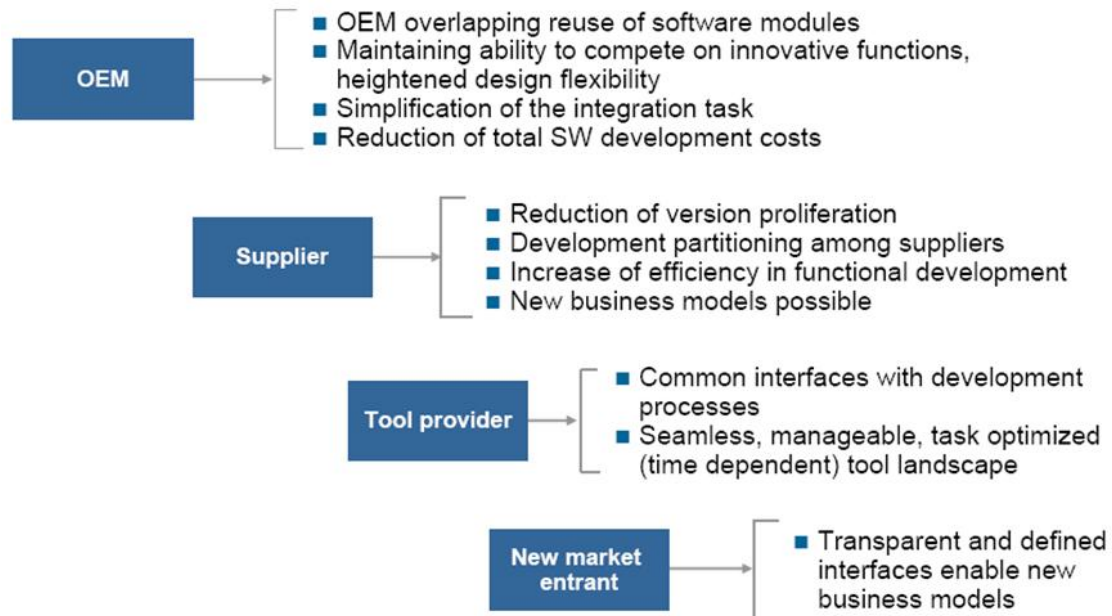 OEM
OEM overlapping reuse of software modules
Maintaining ability to compete on innovative functions,
heightened design flexibility
Simplification of the integration task
Reduction of total SW development costs
Supplier
Reduction of version proliferation
Development partitioning among suppliers
Increase of efficiency in functional development
New business models possible
Tool provider
Common interfaces with development
processes
Seamless, manageable, task optimized
(time dependent) tool landscape
New market
entrant
Transparent and defined
interfaces enable new
business models